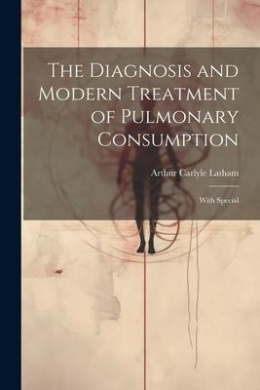 The Diagnosis and
Modern Treatment
of Pulmonary
Consumption
Arthur Carlyle Latham
With Special